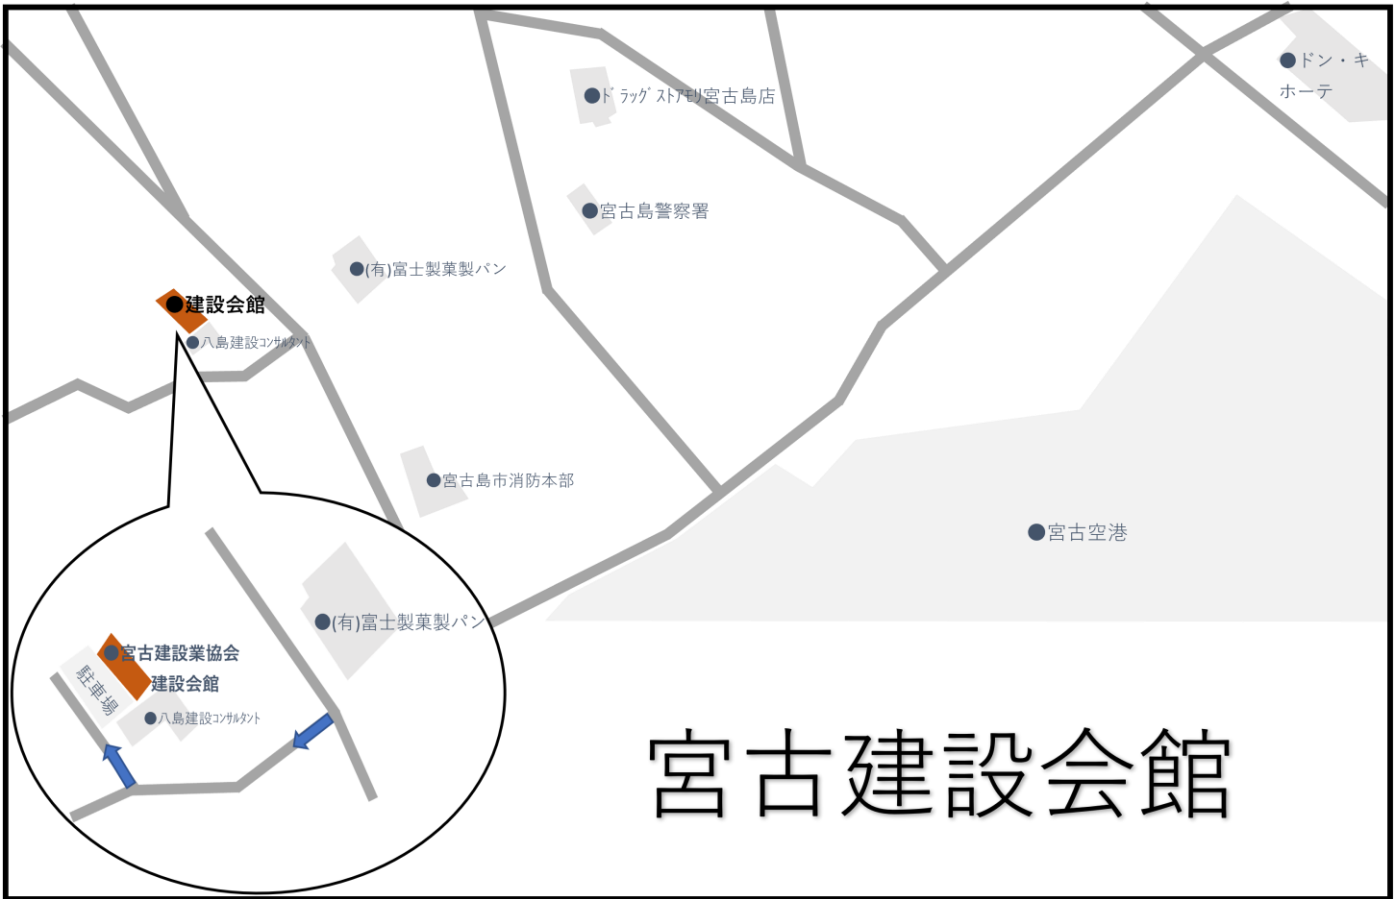 ドン・キ
ホーテ
ﾄﾞﾗｯｸﾞｽﾄｱﾓﾘ宮古島店
宮古島警察署
(有)富士製菓製パン
建設会館
八島建設ｺﾝｻﾙﾀﾝﾄ
宮古島市消防本部
宮古空港
(有)富士製菓製パン
宮古建設業協会
建設会館
駐車場
八島建設ｺﾝｻﾙﾀﾝﾄ
宮古建設会館